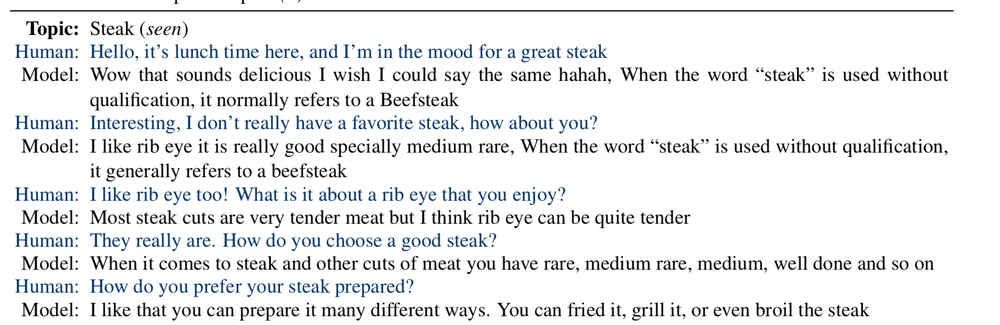 Topic: Steak (seen)
Human: Hello, it's lunch time here, and I'm in the mood for a great steak
Model: Wow that sounds delicious I wish I could say the same hahah, When the word “steak” is used without
qualification, it normally refers to a Beefsteak
Human: Interesting, I don't really have a favorite steak, how about you?
Model: I like rib eye it is really good specially medium rare, When the word “steak” is used without qualification,
it generally refers to a beefsteak
Human: I like rib eye too! What is it about a rib eye that you enjoy?
Model: Most steak cuts are very tender meat but I think rib eye can be quite tender
Human: They really are. How do you choose a good steak?
Model: When it comes to steak and other cuts of meat you have rare, medium rare, medium, well done and so on
Human: How do you prefer your steak prepared?
Model: I like that you can prepare it many different ways. You can fried it, grill it, or even broil the steak